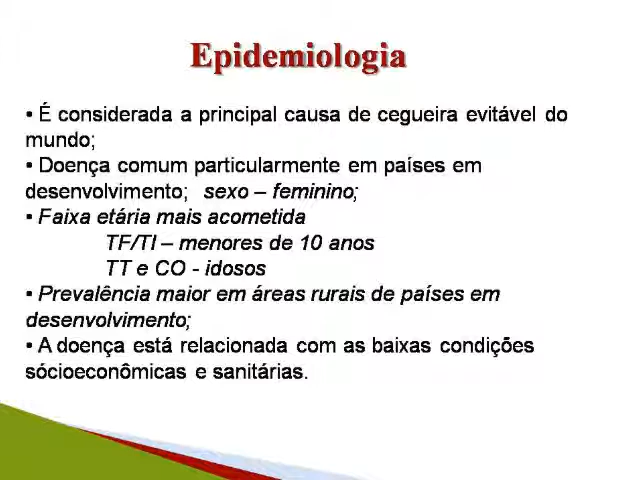 Epidemiologia
• É considerada a principal causa de cegueira evitável do
mundo;
• Doença comum particularmente em países em
desenvolvimento; sexo – feminino;
• Faixa etária mais acometida
TF/TI – menores de 10 anos
TT e CO - idosos
• Prevalência maior em áreas rurais de países em
desenvolvimento;
• A doença está relacionada com as baixas condições
sócioeconômicas e sanitárias.